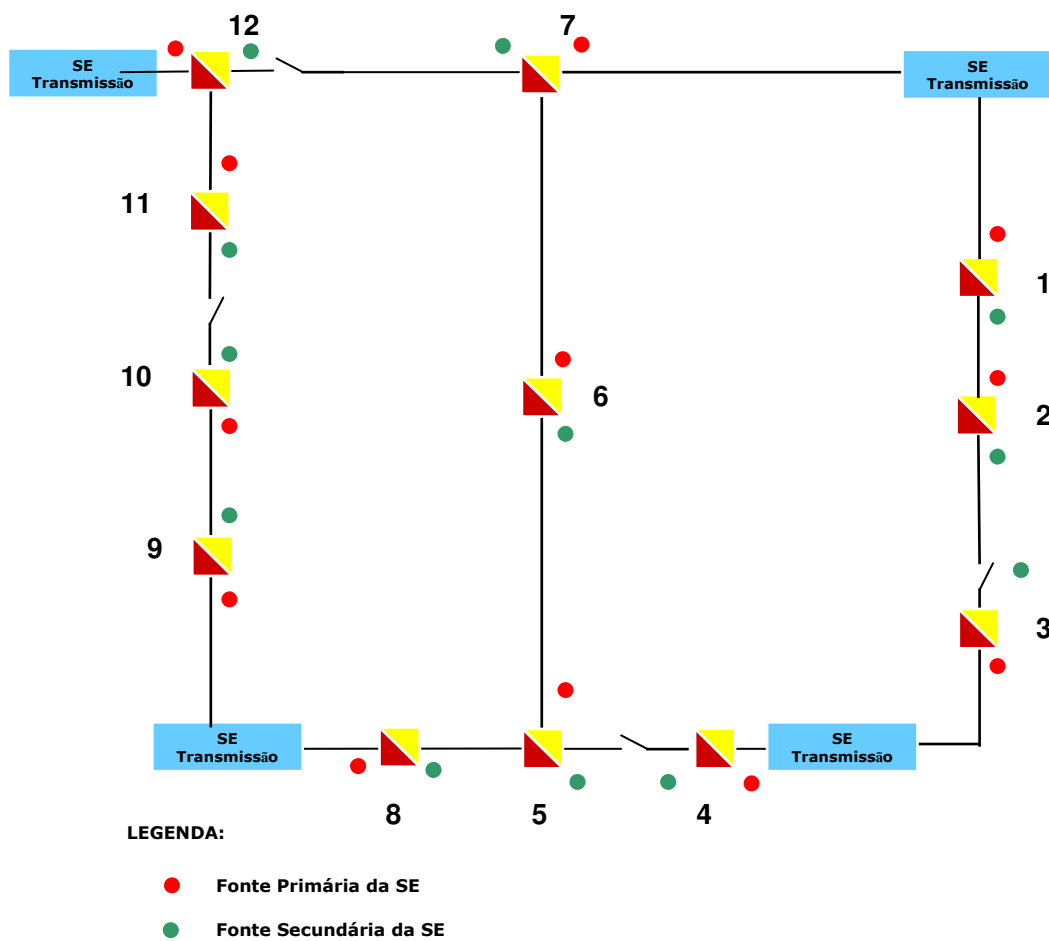 12
7
SE
Transmissão
SE
Transmissão
11
1
10
6
2
9
3
SE
Transmissão
SE
Transmissão
8
5
4
LEGENDA:
Fonte Primária da SE
Fonte Secundária da SE